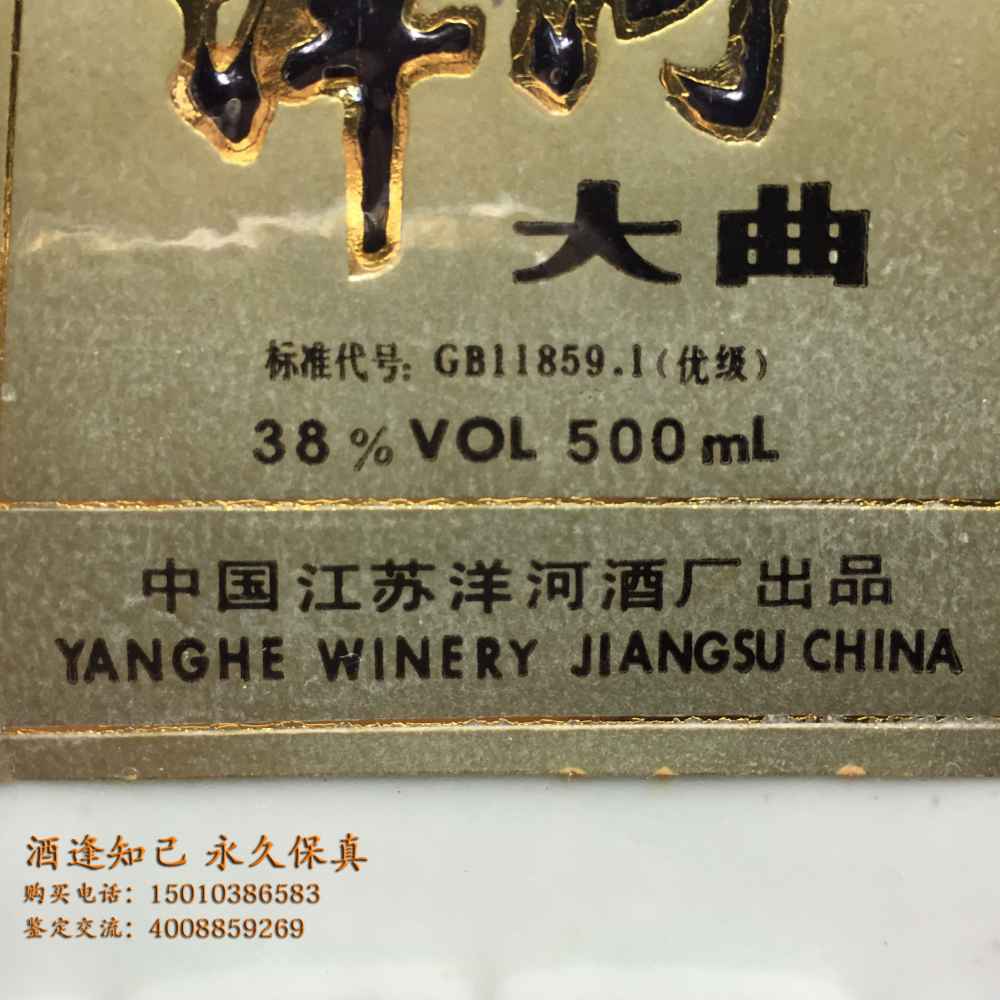 洋河
大曲
标准代号: GB11859.1(优级)
38% VOL 500mL
中国江苏洋河酒厂出品
YANGHE WINERY JIANGSU CHINA
酒逢知己 永久保真
购买电话: 15010386583
鉴定交流: 4008859269